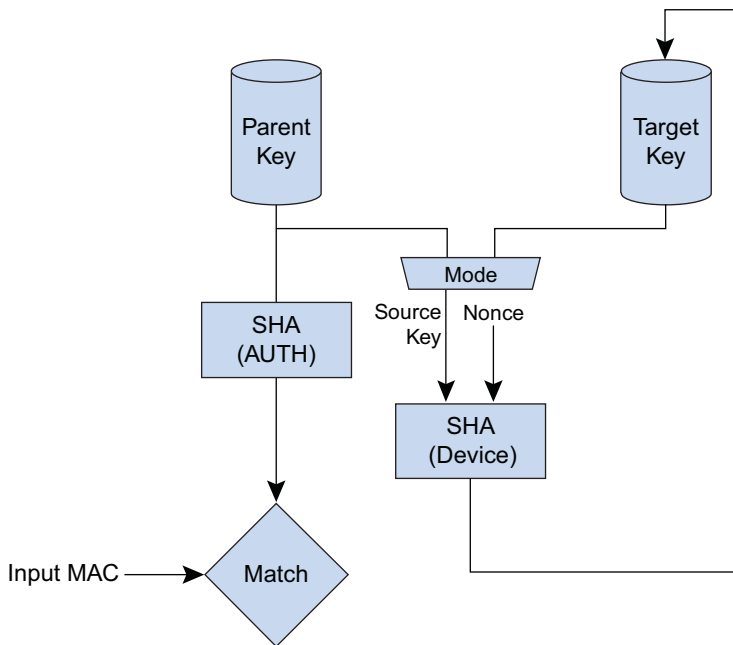 Parent
Key
Target
Key
Mode
SHA
(AUTH)
Source
Key
Nonce
SHA
(Device)
Input MAC
Match